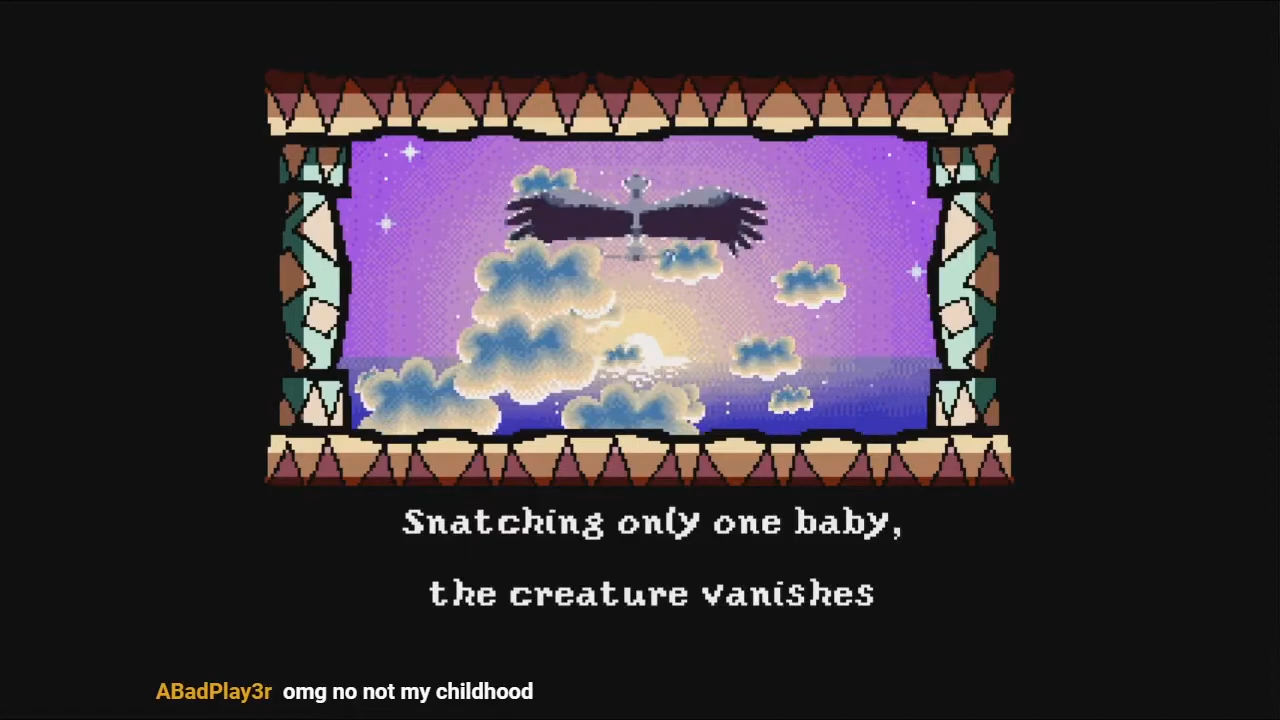 Snatching only one baby,
the creature vanishes
ABadPlay3r omg no not my childhood